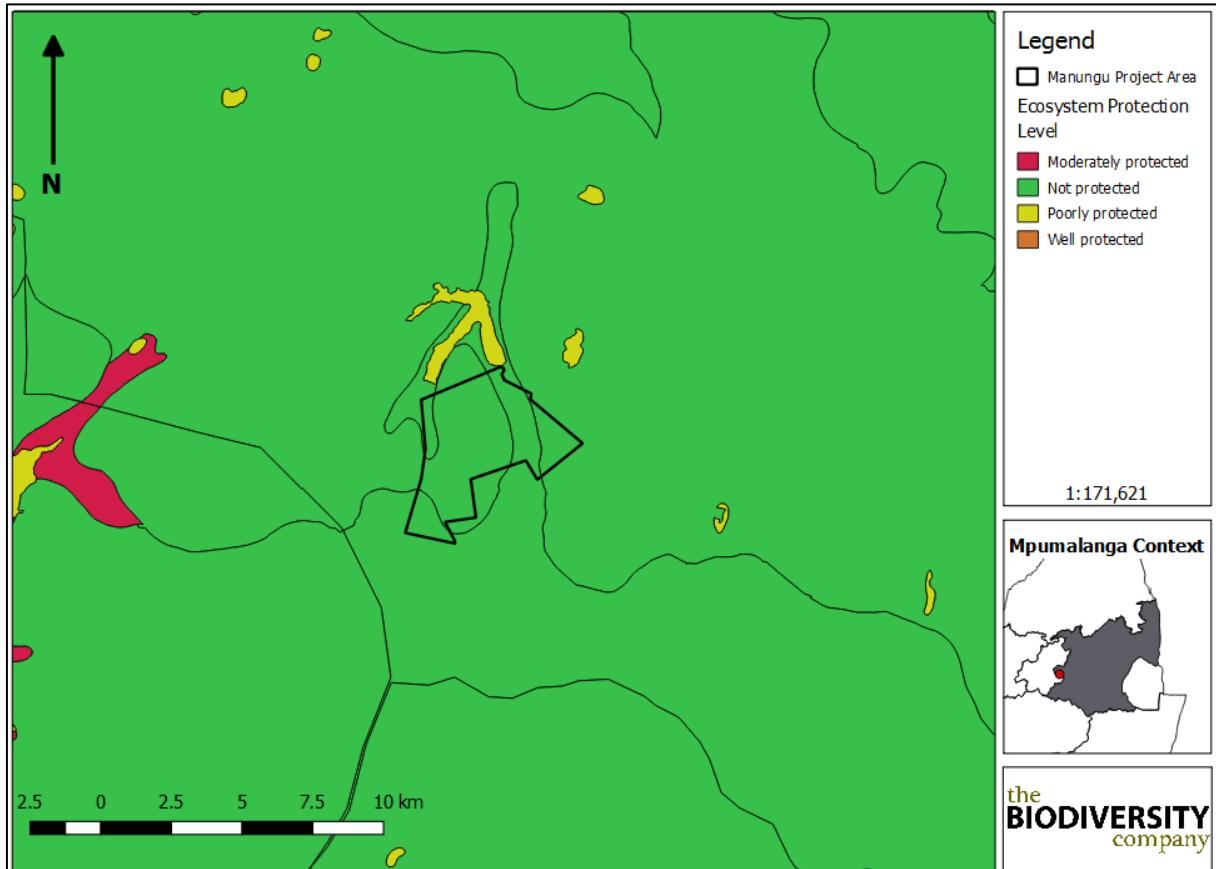 N
2.5 0 2.5 5 7.5 10 km
Legend
Manungu Project Area
Ecosystem Protection
Level
Moderately protected
Not protected
Poorly protected
Well protected
1:171,621
Mpumalanga Context
the
BIODIVERSITY
company